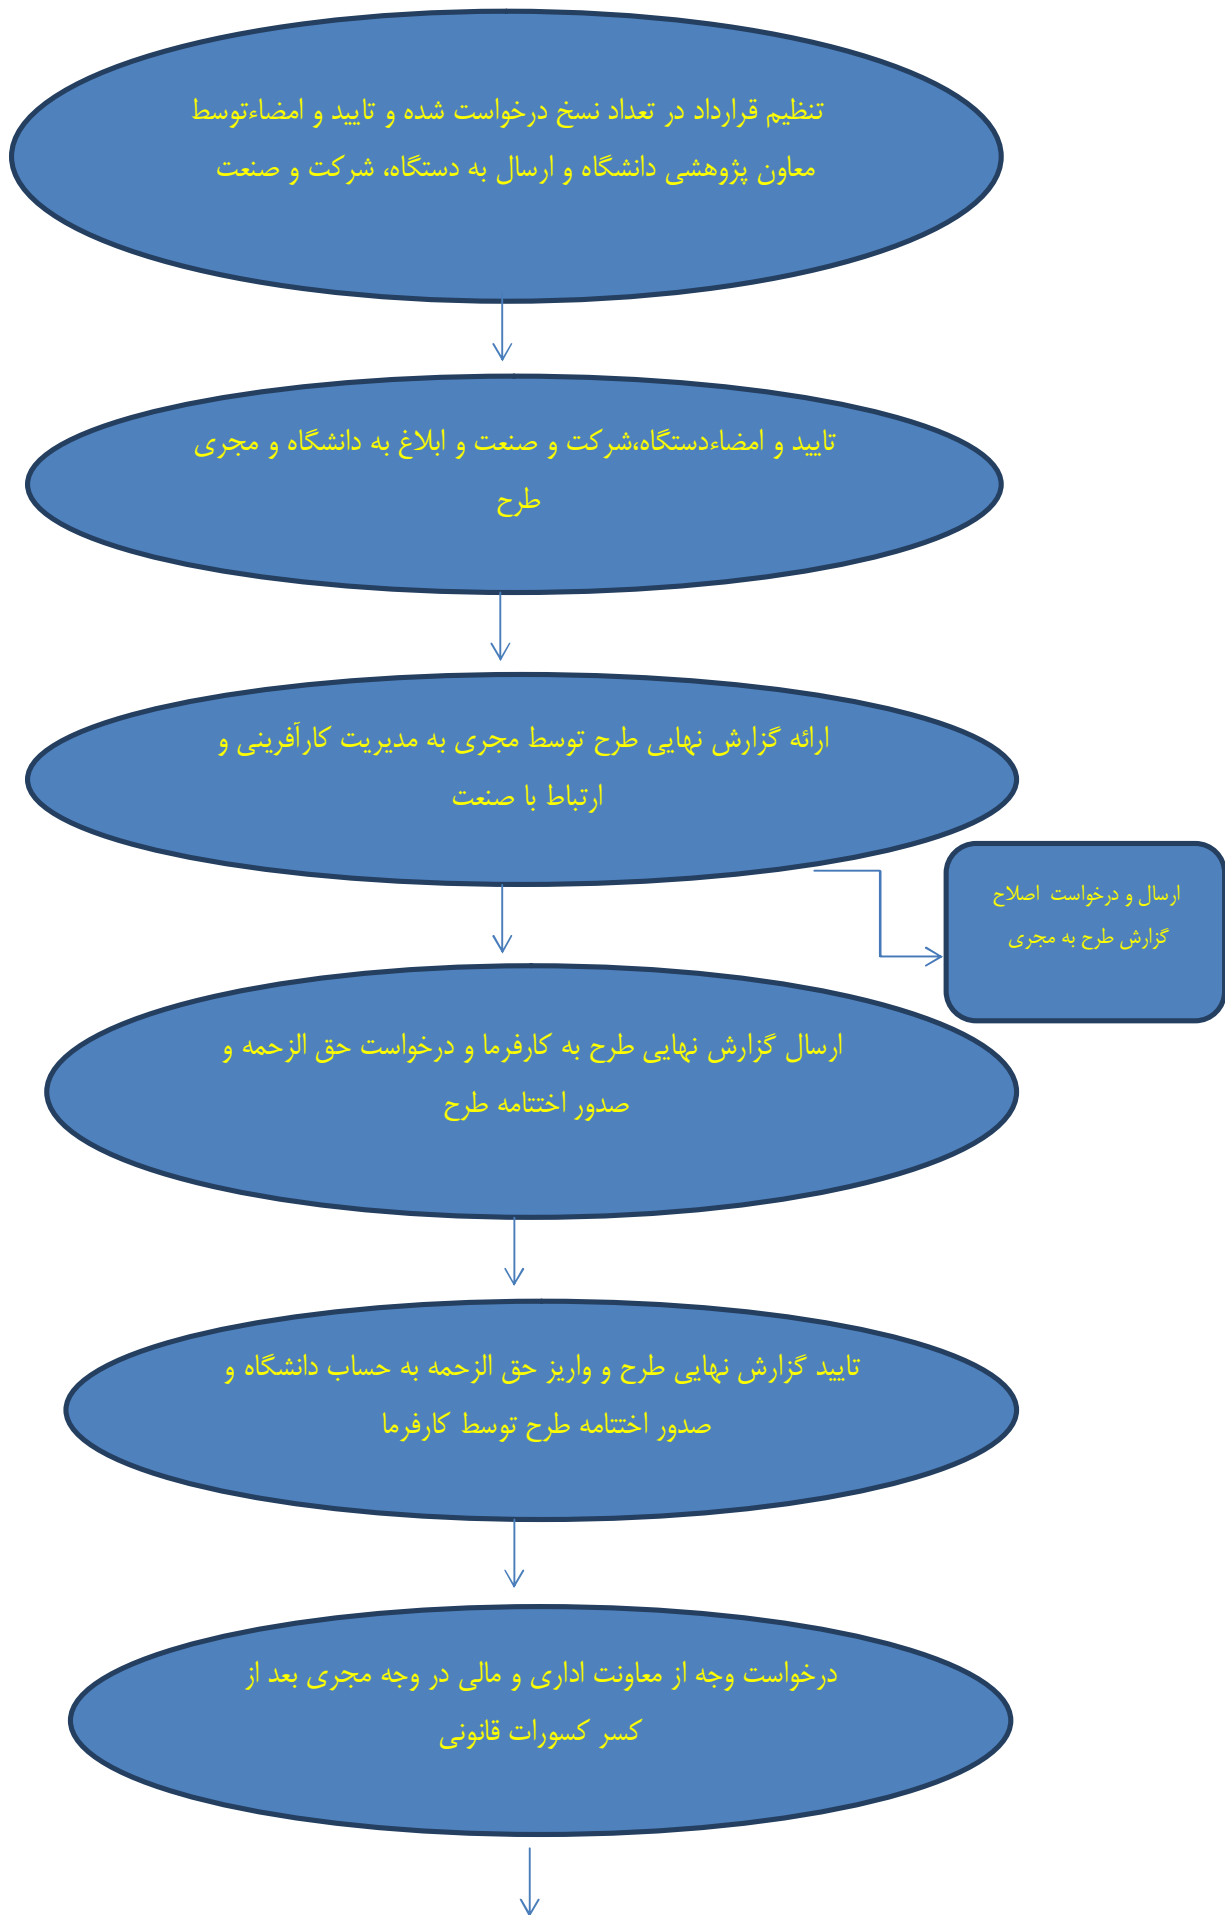 تنظیم قرارداد در تعداد نسخ درخواست شده و تایید و امضاءتوسط
معاون پژوهشی دانشگاه و ارسال به دستگاه، شرکت و صنعت
تایید و امضاءدستگاه،شرکت و صنعت و ابلاغ به دانشگاه و مجری
طرح
ارائه گزارش نهایی طرح توسط مجری به مدیریت کارآفرینی و
ارتباط با صنعت
ارسال و درخواست اصلاح
گزارش طرح به مجری
ارسال گزارش نهایی طرح به کارفرما و درخواست حق الزحمه و
صدور اختتامه طرح
تایید گزارش نهایی طرح و واریز حق الزحمه به حساب دانشگاه و
صدور اختتامه طرح توسط کارفرما
درخواست وجه از معاونت اداری و مالی در وجه مجری بعد از
کسر کسورات قانونی